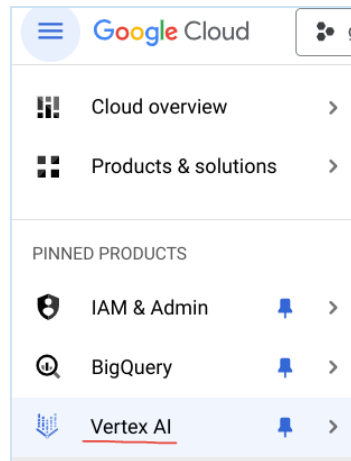 Google Cloud
Cloud overview
Products & solutions
PINNED PRODUCTS
IAM & Admin
BigQuery
Vertex AI